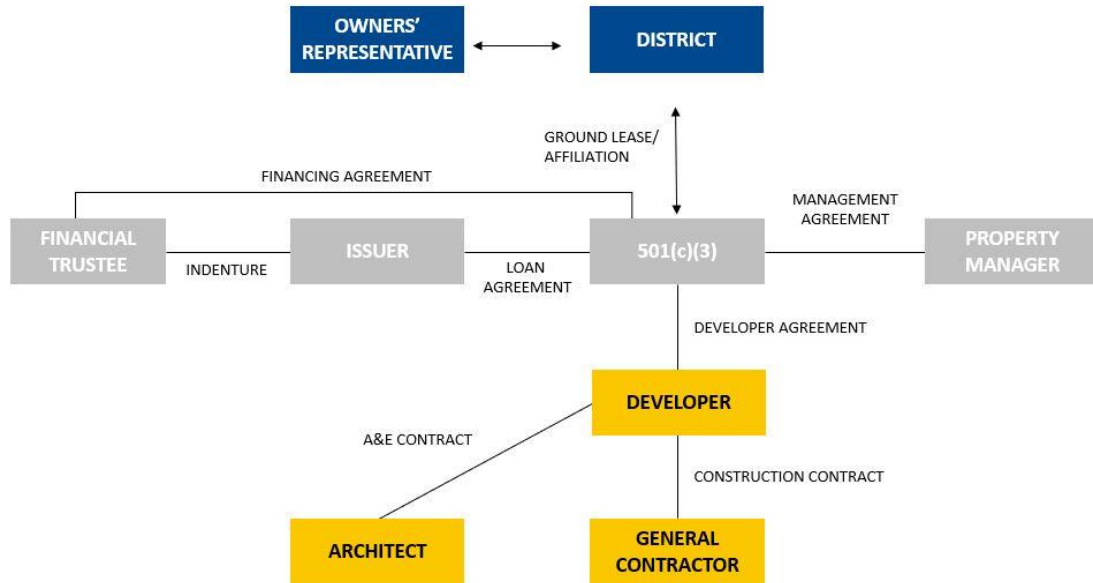 OWNERS'
REPRESENTATIVE
DISTRICT
GROUND LEASE/
AFFILIATION
FINANCING AGREEMENT
MANAGEMENT
AGREEMENT
FINANCIAL
TRUSTEE
INDENTURE
ISSUER
LOAN
AGREEMENT
501(c)(3)
PROPERTY
MANAGER
DEVELOPER AGREEMENT
DEVELOPER
A&E CONTRACT
CONSTRUCTION CONTRACT
ARCHITECT
GENERAL
CONTRACTOR